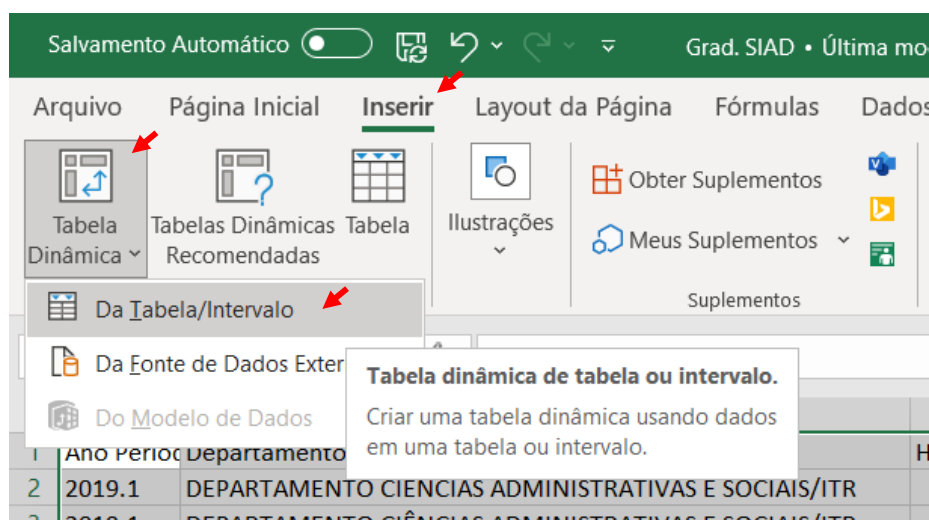 Salvamento Automático
Grad. SIAD • Última mo
Arquivo Página Inicial Inserir Layout da Página Fórmulas Dados
Tabela Dinâmica
Tabelas Dinâmicas Recomendadas
Tabela
Ilustrações
Obter Suplementos
Meus Suplementos
Suplementos
Da Tabela/Intervalo
Da Fonte de Dados Exter
Do Modelo de Dados
Tabela dinâmica de tabela ou intervalo.
Criar uma tabela dinâmica usando dados
em uma tabela ou intervalo.
1 Ano Períod Departamento H
2 2019.1 DEPARTAMENTO CIENCIAS ADMINISTRATIVAS E SOCIAIS/ITR